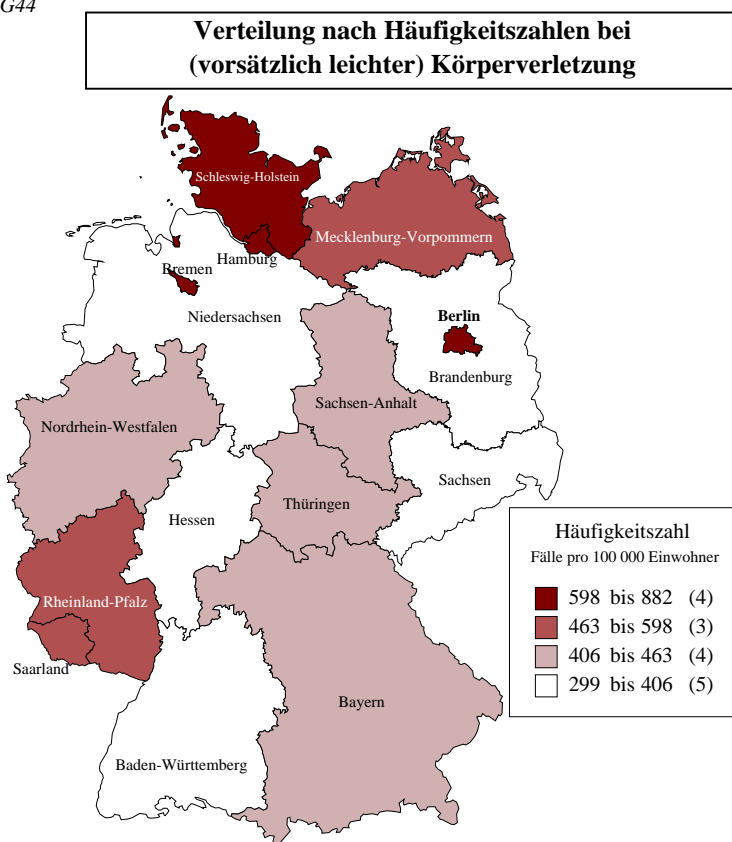 G44
Verteilung nach Häufigkeitszahlen bei
(vorsätzlich leichter) Körperverletzung
Schleswig-Holstein
Mecklenburg-Vorpommern
Hamburg
Bremen
Niedersachsen
Berlin
Brandenburg
Sachsen-Anhalt
Nordrhein-Westfalen
Sachsen
Thüringen
Hessen
Häufigkeitszahl
Fälle pro 100 000 Einwohner
598 bis 882 (4)
463 bis 598 (3)
406 bis 463 (4)
299 bis 406 (5)
Rheinland-Pfalz
Saarland
Bayern
Baden-Württemberg